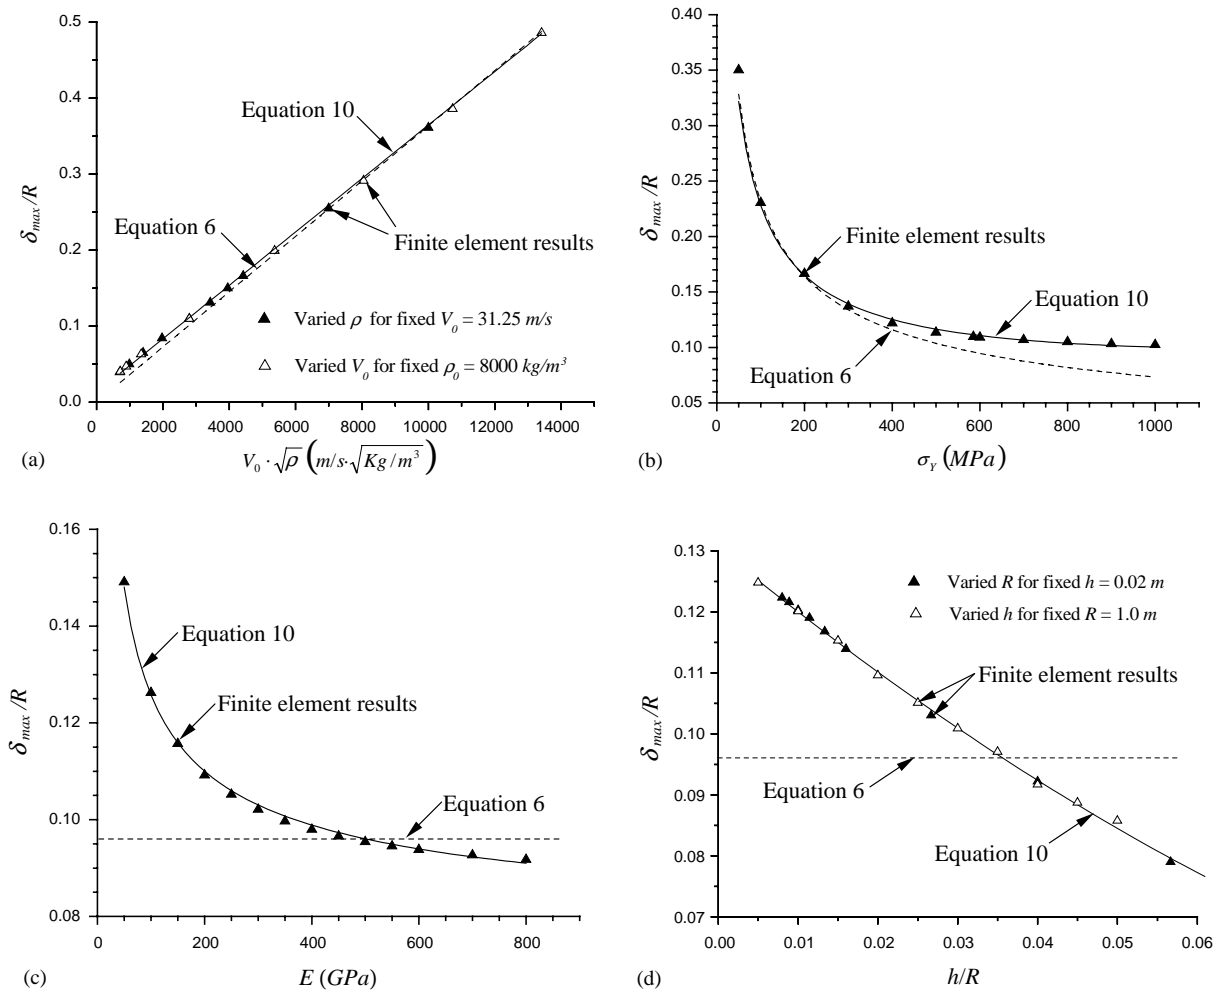 0.5
0.4
0.3
0.2
0.1
0.0
δmax/R
Equation 10
Equation 6
Finite element results
Varied ρ for fixed V0 = 31.25 m/s
Varied V0 for fixed ρ0 = 8000 kg/m³
0 2000 4000 6000 8000 10000 12000 14000
(a) V0 · √ρ (m/s·√Kg/m³)
0.40
0.35
0.30
0.25
0.20
0.15
0.10
0.05
δmax/R
Finite element results
Equation 10
Equation 6
0 200 400 600 800 1000
(b) σY (MPa)
0.16
0.14
0.12
0.10
0.08
δmax/R
Equation 10
Finite element results
Equation 6
0 200 400 600 800
(c) E (GPa)
0.13
0.12
0.11
0.10
0.09
0.08
0.07
δmax/R
Varied R for fixed h = 0.02 m
Varied h for fixed R = 1.0 m
Finite element results
Equation 6
Equation 10
0.00 0.01 0.02 0.03 0.04 0.05 0.06
(d) h/R